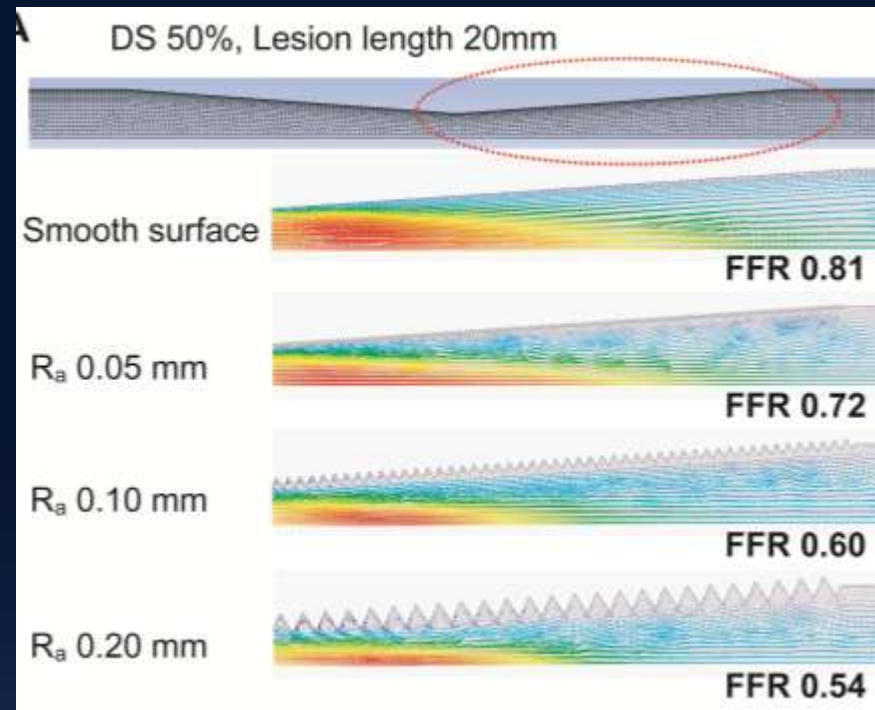 A
DS 50%, Lesion length 20mm
Smooth surface
FFR 0.81
Rₐ 0.05 mm
FFR 0.72
Rₐ 0.10 mm
FFR 0.60
Rₐ 0.20 mm
FFR 0.54